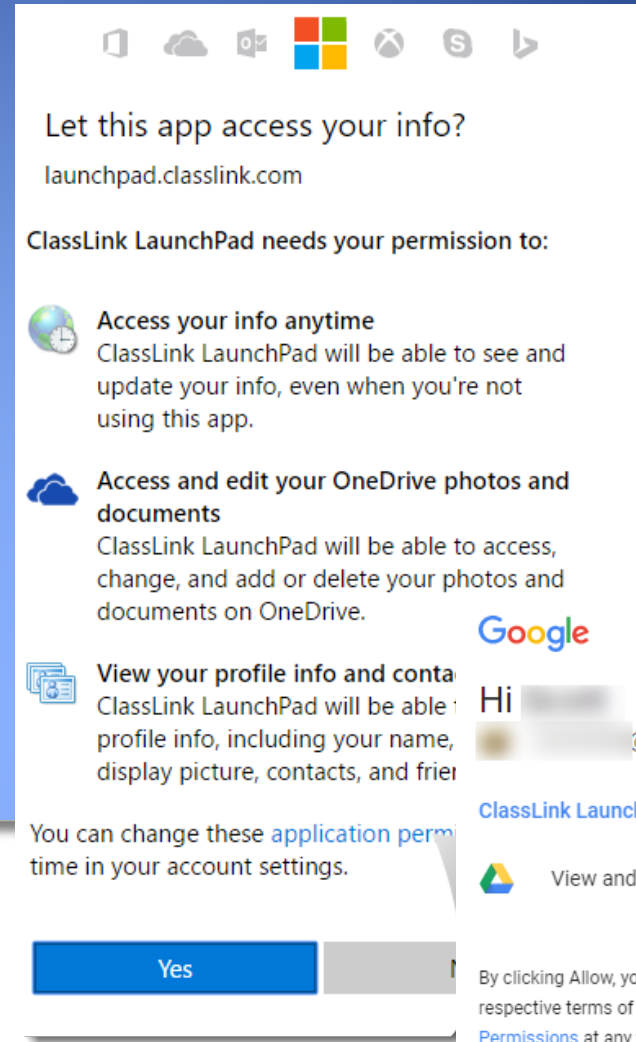 Let this app access your info?
launchpad.classlink.com
ClassLink LaunchPad needs your permission to:
Access your info anytime
ClassLink LaunchPad will be able to see and
update your info, even when you're not
using this app.
Access and edit your OneDrive photos and
documents
ClassLink LaunchPad will be able to access,
change, and add or delete your photos and
documents on OneDrive.
View your profile info and conta
ClassLink LaunchPad will be able
profile info, including your name,
display picture, contacts, and frien
You can change these application permi
time in your account settings.
Yes
Google
Hi
ClassLink Launch
View and
By clicking Allow, yo
respective terms of
Permissions at any